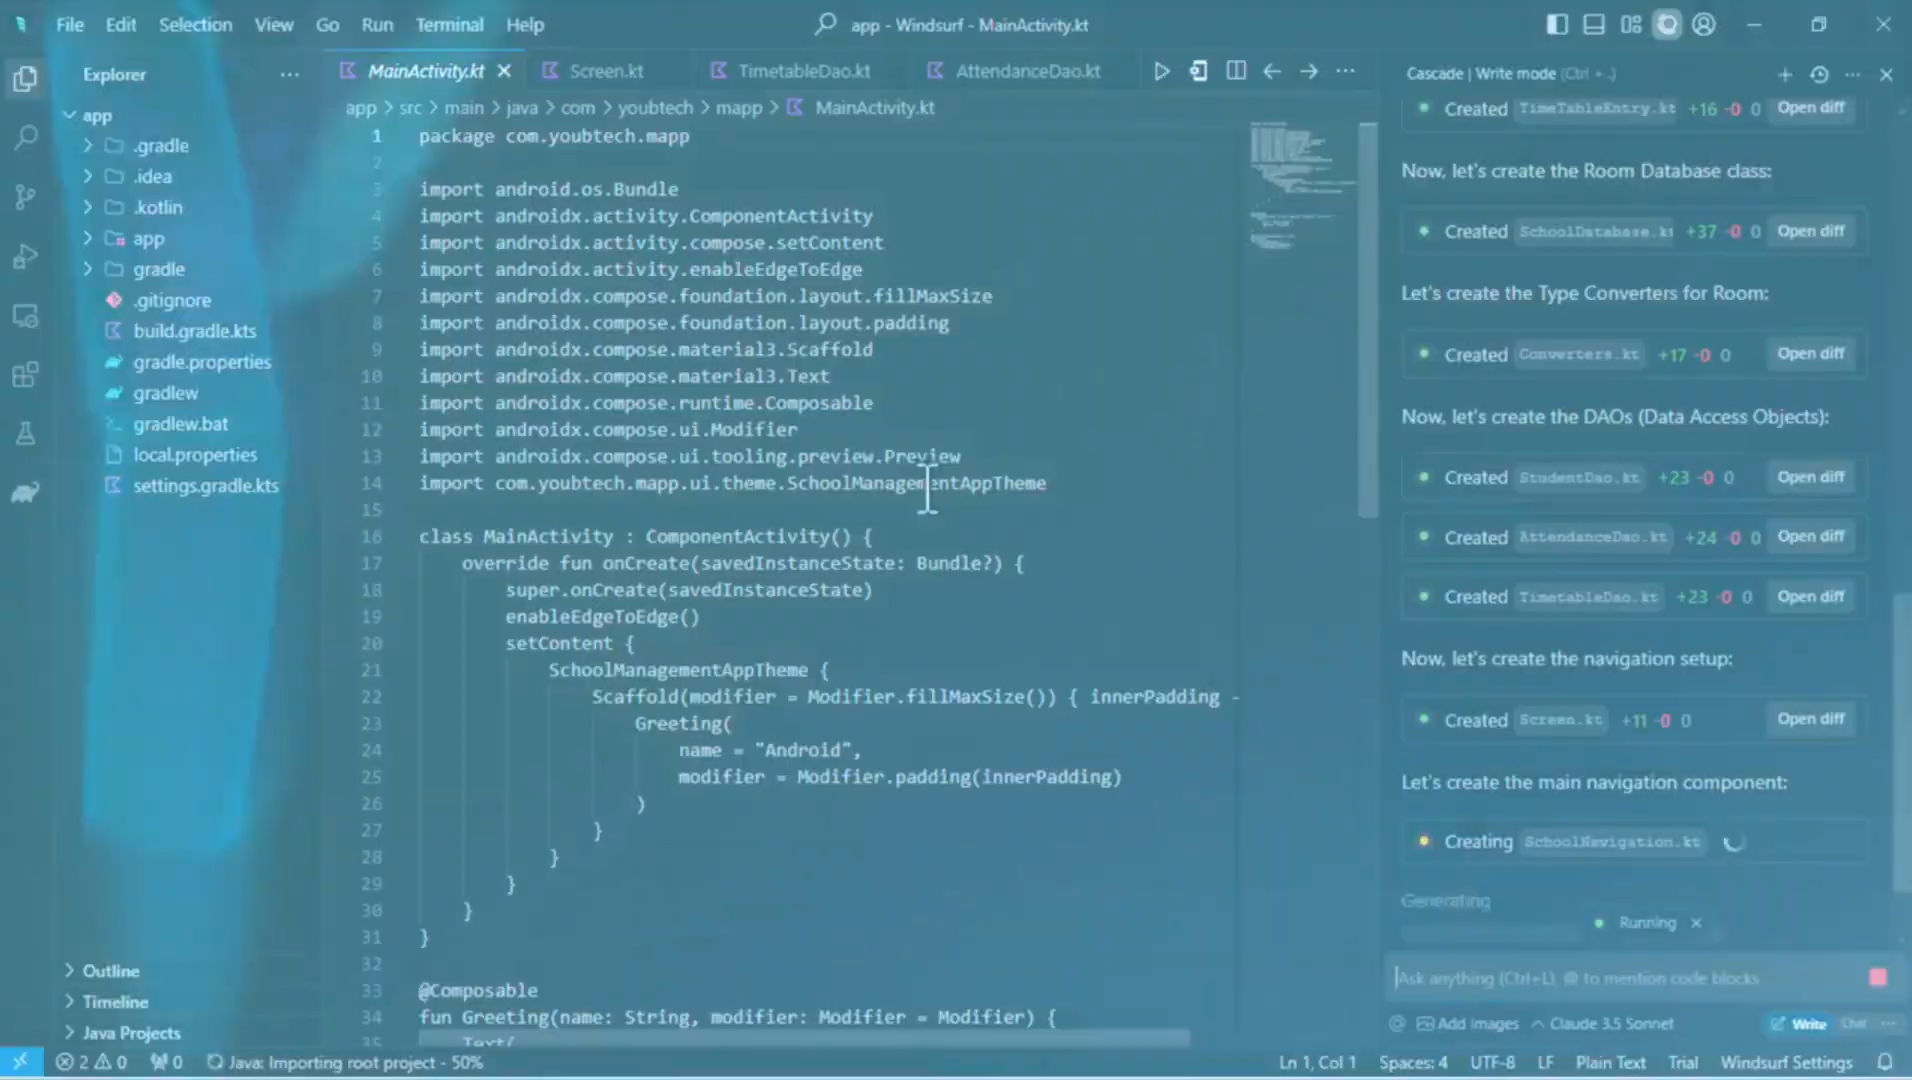 File Edit Selection View Go Run Terminal Help
app - Windsurf - MainActivity.kt
Explorer
app
.gradle
.idea
.kotlin
app
gradle
.gitignore
build.gradle.kts
gradle.properties
gradlew
gradlew.bat
local.properties
settings.gradle.kts
Outline
Timeline
Java Projects
MainActivity.kt Screen.kt TimetableDao.kt AttendanceDao.kt
app > src > main > java > com > youbtech > mapp > MainActivity.kt
1 package com.youbtech.mapp
2
3 import android.os.Bundle
4 import androidx.activity.ComponentActivity
5 import androidx.activity.compose.setContent
6 import androidx.activity.enableEdgeToEdge
7 import androidx.compose.foundation.layout.fillMaxSize
8 import androidx.compose.foundation.layout.padding
9 import androidx.compose.material3.Scaffold
10 import androidx.compose.material3.Text
11 import androidx.compose.runtime.Composable
12 import androidx.compose.ui.Modifier
13 import androidx.compose.ui.tooling.preview.Preview
14 import com.youbtech.mapp.ui.theme.SchoolManagementAppTheme
15
16 class MainActivity : ComponentActivity() {
17 override fun onCreate(savedInstanceState: Bundle?) {
18 super.onCreate(savedInstanceState)
19 enableEdgeToEdge()
20 setContent {
21 SchoolManagementAppTheme {
22 Scaffold(modifier = Modifier.fillMaxSize()) { innerPadding -
23 Greeting(
24 name = "Android",
25 modifier = Modifier.padding(innerPadding)
26 )
27 }
28 }
29 }
30 }
31 }
32
33 @Composable
34 fun Greeting(name: String, modifier: Modifier = Modifier) {
35 Text(
Cascade | Write mode (Ctrl + .)
Created TimeTableEntry.kt +16 -0 0 Open diff
Now, let's create the Room Database class:
Created SchoolDatabase.kt +37 -0 0 Open diff
Let's create the Type Converters for Room:
Created Converters.kt +17 -0 0 Open diff
Now, let's create the DAOs (Data Access Objects):
Created StudentDao.kt +23 -0 0 Open diff
Created AttendanceDao.kt +24 -0 0 Open diff
Created TimetableDao.kt +23 -0 0 Open diff
Now, let's create the navigation setup:
Created Screen.kt +11 -0 0 Open diff
Let's create the main navigation component:
Creating SchoolNavigation.kt
Generating
Running
Ask anything (Ctrl+L), @ to mention code blocks
Add Images Claude 3.5 Sonnet Write Chat
2 0 0 Java: Importing root project - 50% Ln 1, Col 1 Spaces: 4 UTF-8 LF Plain Text Trial Windsurf Settings